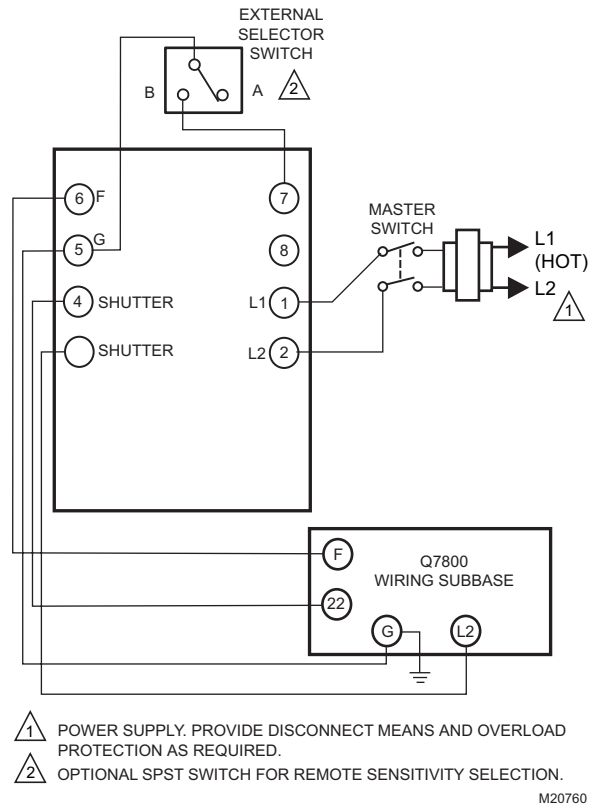 EXTERNAL
SELECTOR
SWITCH
B
A
2
6
F
7
5
G
8
MASTER
SWITCH
4
SHUTTER
L1
1
L1
(HOT)
L2
1
SHUTTER
L2
2
F
Q7800
WIRING SUBBASE
22
G
L2
1 POWER SUPPLY. PROVIDE DISCONNECT MEANS AND OVERLOAD
PROTECTION AS REQUIRED.
2 OPTIONAL SPST SWITCH FOR REMOTE SENSITIVITY SELECTION.
M20760